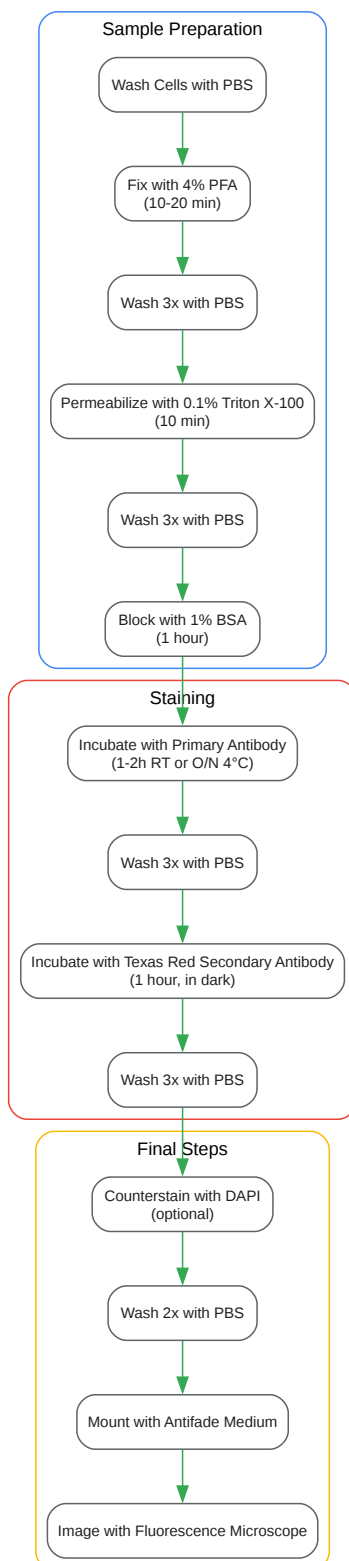 Sample Preparation
Wash Cells with PBS
Fix with 4% PFA
(10-20 min)
Wash 3x with PBS
Permeabilize with 0.1% Triton X-100
(10 min)
Wash 3x with PBS
Block with 1% BSA
(1 hour)
Staining
Incubate with Primary Antibody
(1-2h RT or O/N 4°C)
Wash 3x with PBS
Incubate with Texas Red Secondary Antibody
(1 hour, in dark)
Wash 3x with PBS
Final Steps
Counterstain with DAPI
(optional)
Wash 2x with PBS
Mount with Antifade Medium
Image with Fluorescence Microscope